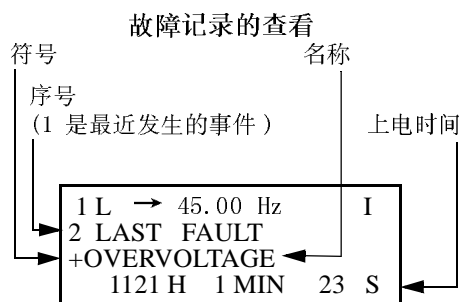 故障记录的查看
符号 名称
序号
(1 是最近发生的事件) 上电时间
1 L → 45.00 Hz I
2 LAST FAULT
+OVERVOLTAGE
1121 H 1 MIN 23 S